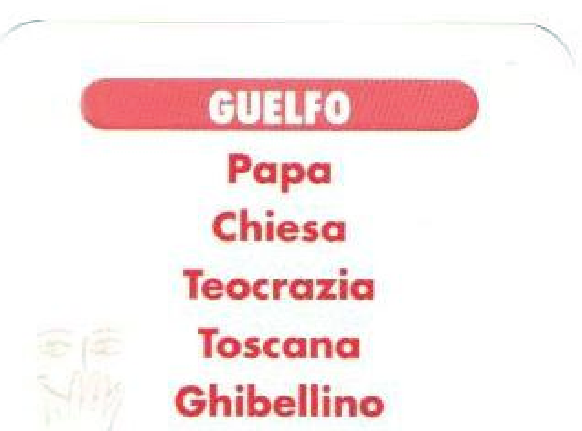 GUELFO
Papa
Chiesa
Teocrazia
Toscana
Ghibellino